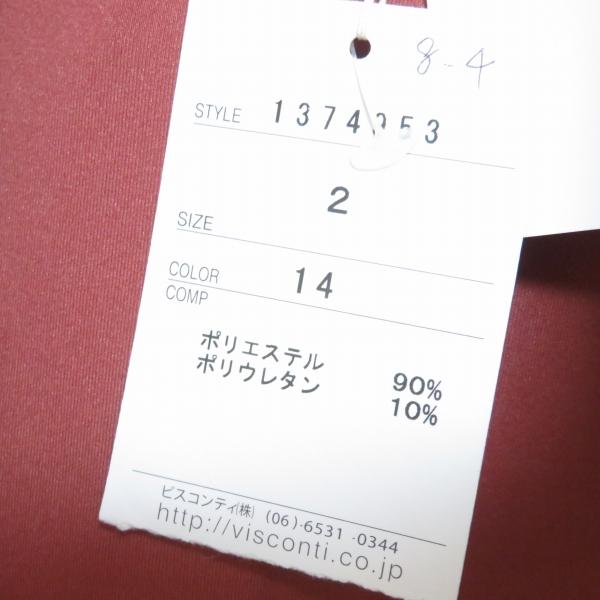 8-4
STYLE 1374053
SIZE 2
COLOR 14
COMP
ポリエステル 90%
ポリウレタン 10%
ビスコンティ(株) (06)-6531-0344
http://visconti.co.jp